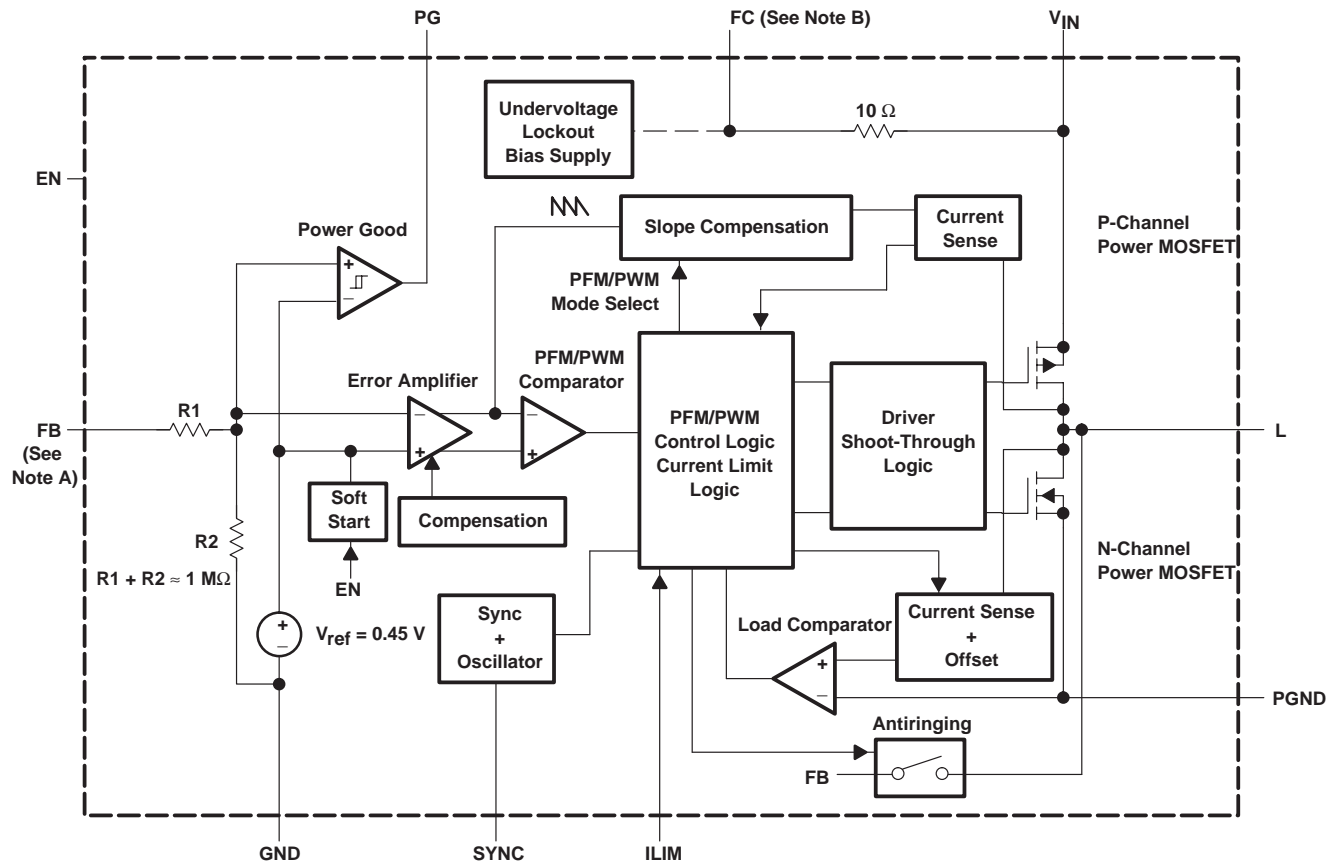 PG
FC (See Note B)
VIN
Undervoltage
Lockout
Bias Supply
10 Ω
EN
Slope Compensation
Current
Sense
P-Channel
Power MOSFET
Power Good
+
−
PFM/PWM
Mode Select
PFM/PWM
Comparator
Error Amplifier
R1
FB
(See
Note A)
−
+
−
+
PFM/PWM
Control Logic
Current Limit
Logic
Driver
Shoot-Through
Logic
L
Soft
Start
Compensation
R2
R1 + R2 ≈ 1 MΩ
EN
N-Channel
Power MOSFET
+
−
Vref = 0.45 V
Sync
+
Oscillator
Load Comparator
+
−
Current Sense
+
Offset
PGND
Antiringing
FB
GND
SYNC
ILIM